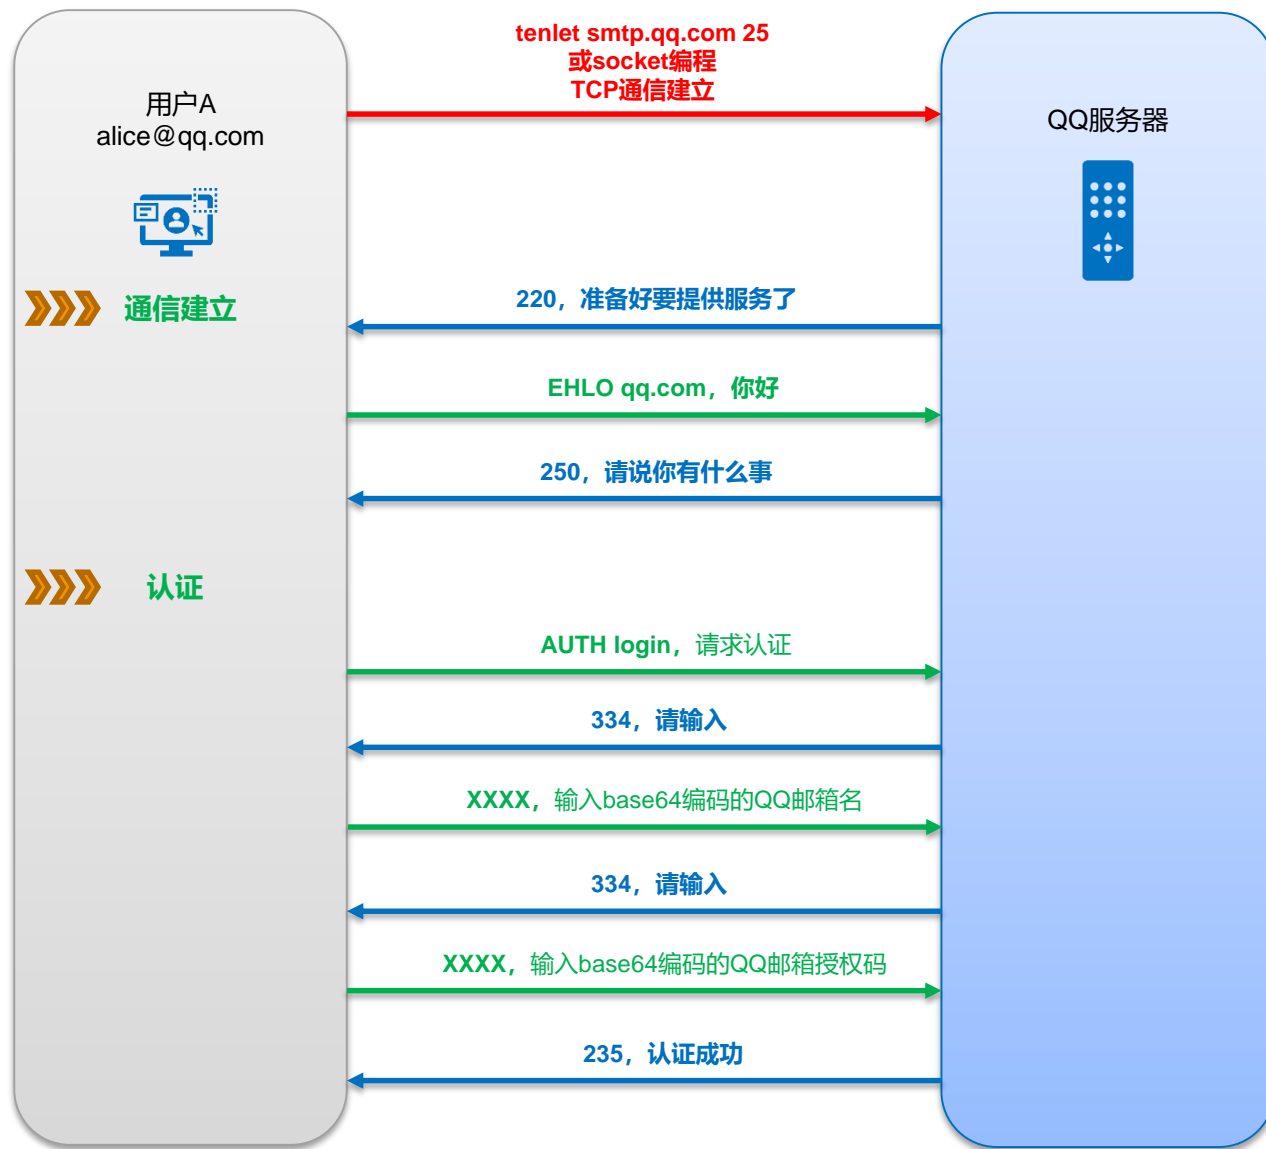 tenlet smtp.qq.com 25
或socket编程
TCP通信建立
用户A
alice@qq.com
QQ服务器
220，准备好要提供服务了
通信建立
EHLO qq.com，你好
250，请说你有什么事
认证
AUTH login，请求认证
334，请输入
XXXX，输入base64编码的QQ邮箱名
334，请输入
XXXX，输入base64编码的QQ邮箱授权码
235，认证成功